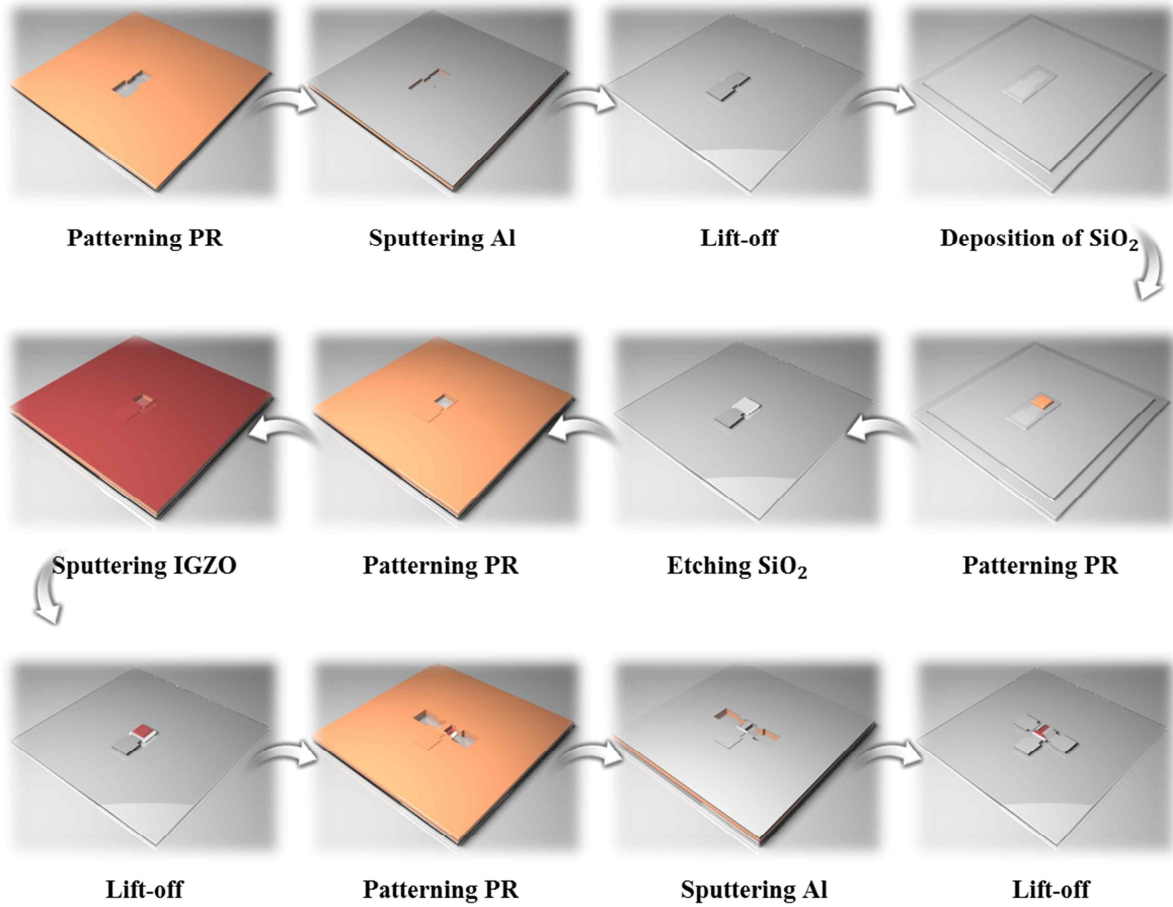 Patterning PR
Sputtering Al
Lift-off
Deposition of SiO₂
Sputtering IGZO
Patterning PR
Etching SiO₂
Patterning PR
Lift-off
Patterning PR
Sputtering Al
Lift-off